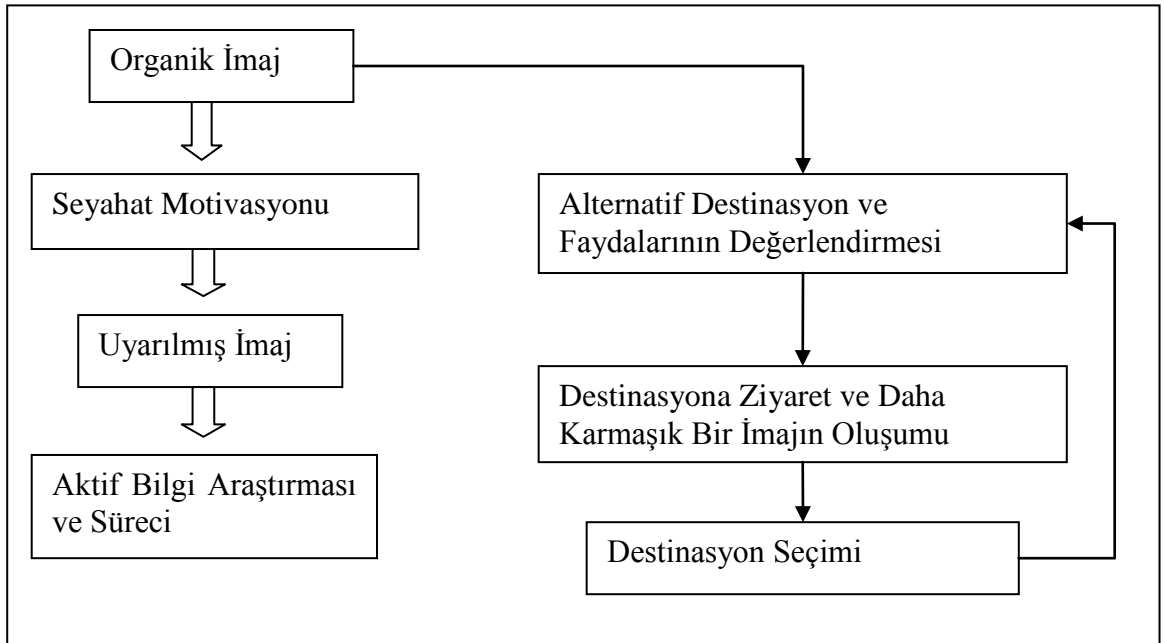 Organik İmaj
Seyahat Motivasyonu
Uyarılmış İmaj
Aktif Bilgi Araştırması
ve Süreci
Alternatif Destinasyon ve
Faydalarının Değerlendirmesi
Destinasyona Ziyaret ve Daha
Karmaşık Bir İmajın Oluşumu
Destinasyon Seçimi